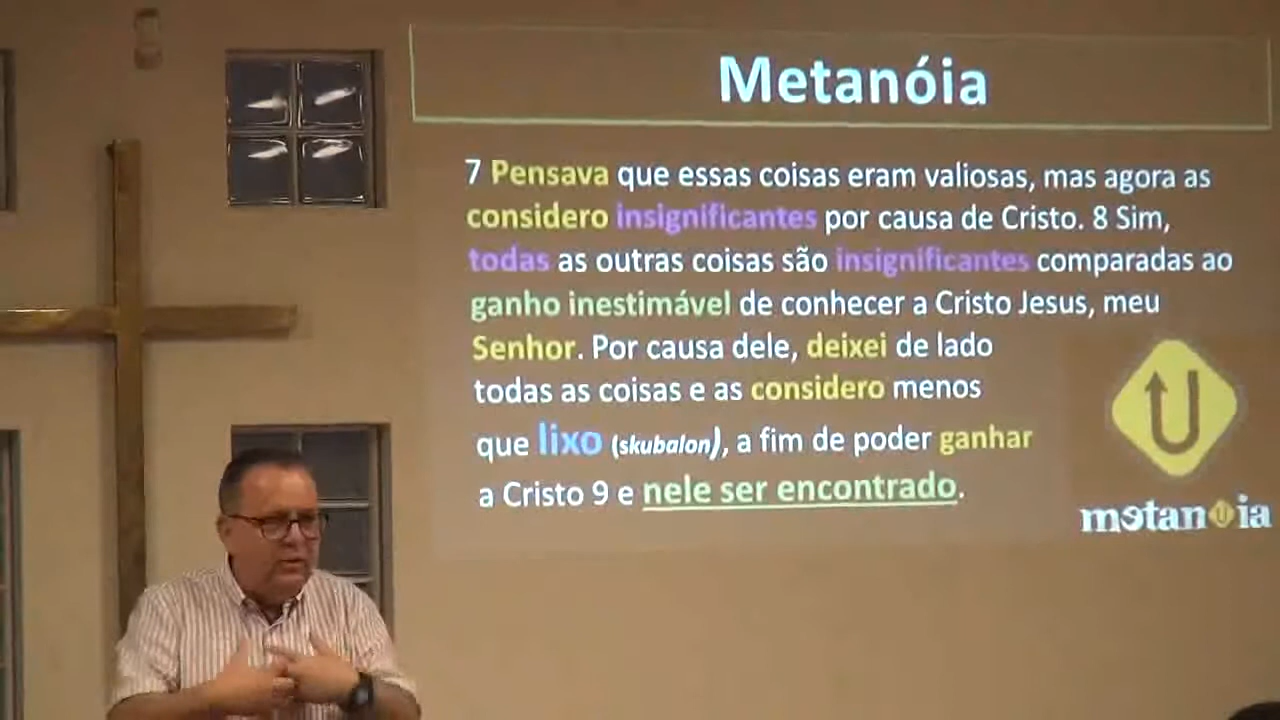 Metanóia
7 Pensava que essas coisas eram valiosas, mas agora as
considero insignificantes por causa de Cristo. 8 Sim,
todas as outras coisas são insignificantes comparadas ao
ganho inestimável de conhecer a Cristo Jesus, meu
Senhor. Por causa dele, deixei de lado
todas as coisas e as considero menos
que lixo (skubalon), a fim de poder ganhar
a Cristo 9 e nele ser encontrado.
metanoia